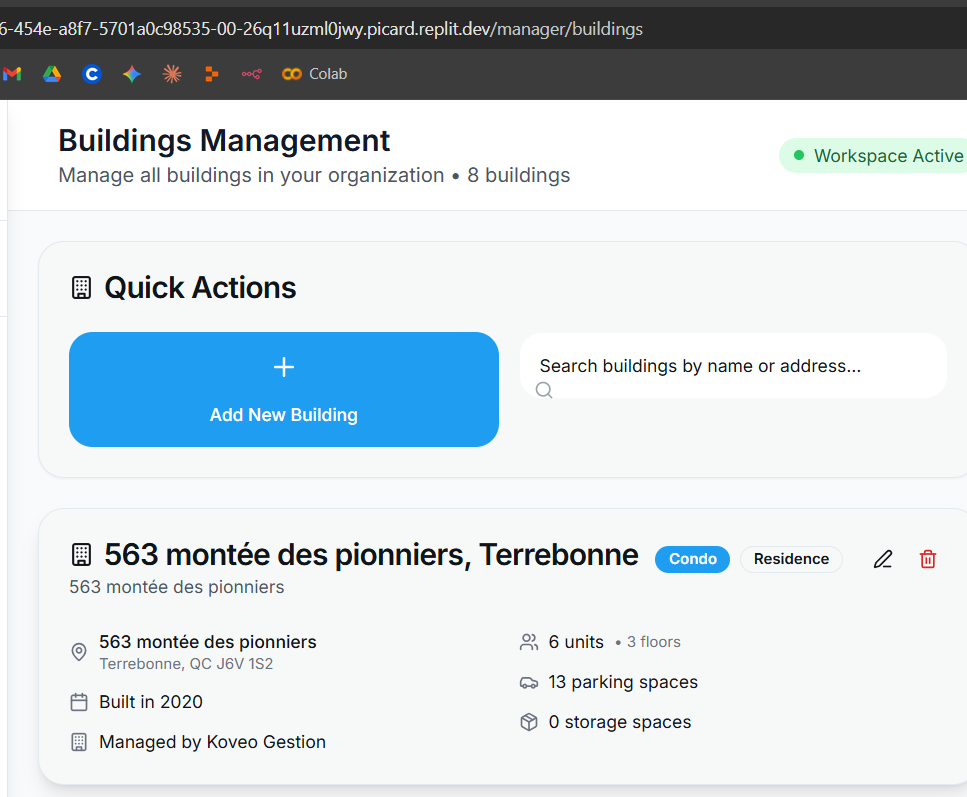 6-454e-a8f7-5701a0c98535-00-26q11uzml0jwy.picard.replit.dev/manager/buildings
Colab
Buildings Management
Manage all buildings in your organization • 8 buildings
Workspace Active
Quick Actions
Add New Building
Search buildings by name or address...
563 montée des pionniers, Terrebonne
Condo
Residence
563 montée des pionniers
563 montée des pionniers
Terrebonne, QC J6V 1S2
Built in 2020
Managed by Koveo Gestion
6 units • 3 floors
13 parking spaces
0 storage spaces